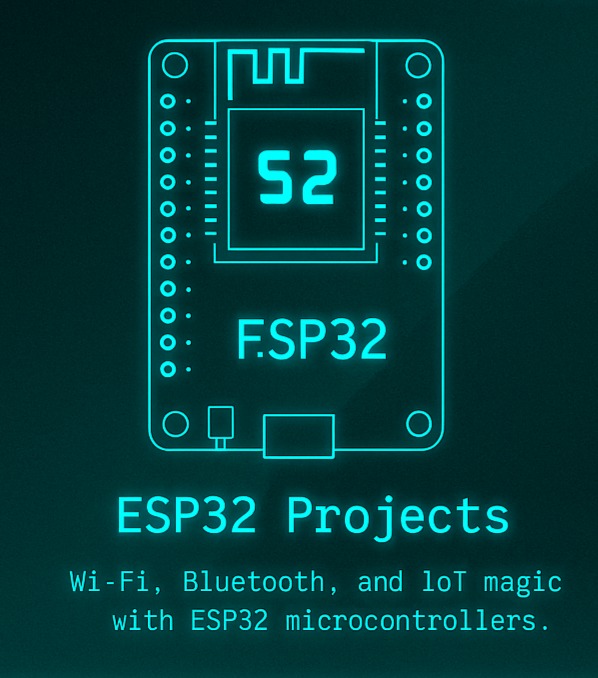 S2
F.SP32
ESP32 Projects
Wi-Fi, Bluetooth, and loT magic
with ESP32 microcontrollers.